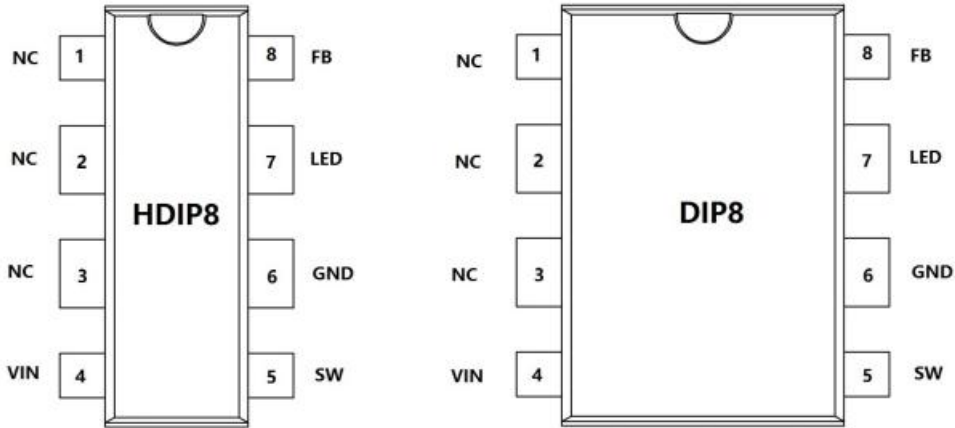 NC 1 8 FB
NC 2 7 LED
HDIP8
NC 3 6 GND
VIN 4 5 SW
NC 1 8 FB
NC 2 7 LED
DIP8
NC 3 6 GND
VIN 4 5 SW